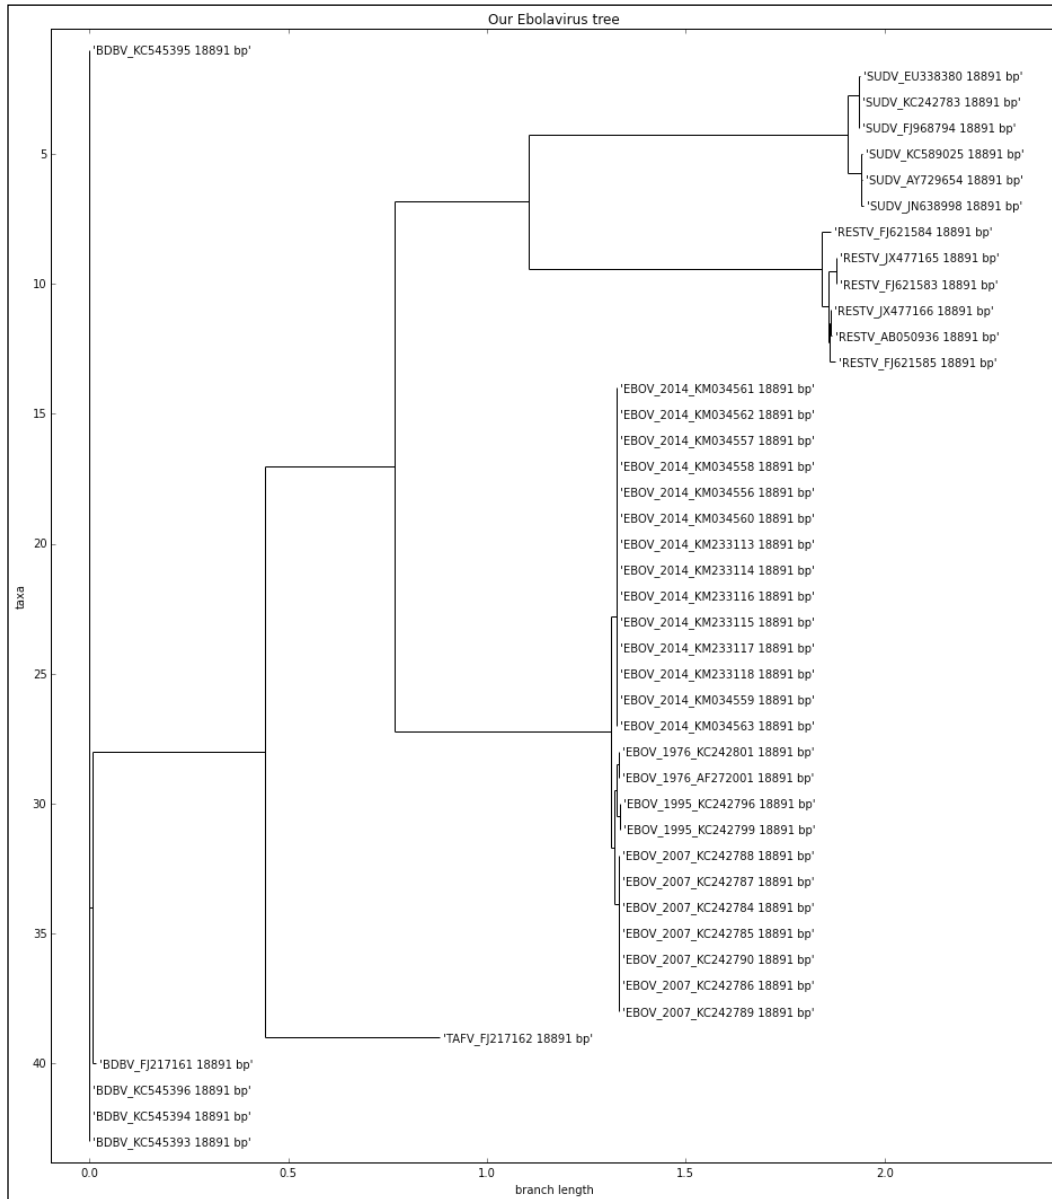 Our Ebolavirus tree
'BDBV_KC545395 18891 bp'
'SUDV_EU338380 18891 bp'
'SUDV_KC242783 18891 bp'
'SUDV_FJ968794 18891 bp'
5
'SUDV_KC589025 18891 bp'
'SUDV_AY729654 18891 bp'
'SUDV_JN638998 18891 bp'
'RESTV_FJ621584 18891 bp'
'RESTV_JX477165 18891 bp'
10
'RESTV_FJ621583 18891 bp'
'RESTV_JX477166 18891 bp'
'RESTV_AB050936 18891 bp'
'RESTV_FJ621585 18891 bp'
'EBOV_2014_KM034561 18891 bp'
15
'EBOV_2014_KM034562 18891 bp'
'EBOV_2014_KM034557 18891 bp'
'EBOV_2014_KM034558 18891 bp'
'EBOV_2014_KM034556 18891 bp'
'EBOV_2014_KM034560 18891 bp'
20
'EBOV_2014_KM233113 18891 bp'
'EBOV_2014_KM233114 18891 bp'
taxa
'EBOV_2014_KM233116 18891 bp'
'EBOV_2014_KM233115 18891 bp'
'EBOV_2014_KM233117 18891 bp'
25
'EBOV_2014_KM233118 18891 bp'
'EBOV_2014_KM034559 18891 bp'
'EBOV_2014_KM034563 18891 bp'
'EBOV_1976_KC242801 18891 bp'
'EBOV_1976_AF272001 18891 bp'
30
'EBOV_1995_KC242796 18891 bp'
'EBOV_1995_KC242799 18891 bp'
'EBOV_2007_KC242788 18891 bp'
'EBOV_2007_KC242787 18891 bp'
'EBOV_2007_KC242784 18891 bp'
35
'EBOV_2007_KC242785 18891 bp'
'EBOV_2007_KC242790 18891 bp'
'EBOV_2007_KC242786 18891 bp'
'EBOV_2007_KC242789 18891 bp'
'TAFV_FJ217162 18891 bp'
40
'BDBV_FJ217161 18891 bp'
'BDBV_KC545396 18891 bp'
'BDBV_KC545394 18891 bp'
'BDBV_KC545393 18891 bp'
0.0 0.5 1.0 1.5 2.0
branch length